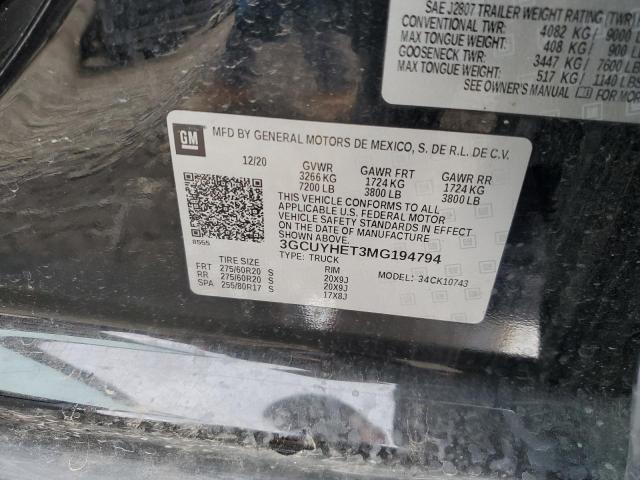 SAE J2807 TRAILER WEIGHT RATING (TWR)
CONVENTIONAL TWR: 4082 KG / 9000 LB
MAX TONGUE WEIGHT: 408 KG / 900 LB
GOOSENECK TWR: 3447 KG / 7600 LB
MAX TONGUE WEIGHT: 517 KG / 1140 LB
SEE OWNER'S MANUAL FOR
GM
MFD BY GENERAL MOTORS DE MEXICO, S. DE R.L. DE C.V.
12/20 GVWR GAWR FRT GAWR RR
3266 KG 1724 KG 1724 KG
7200 LB 3800 LB 3800 LB
THIS VEHICLE CONFORMS TO ALL
APPLICABLE U.S. FEDERAL MOTOR
VEHICLE SAFETY STANDARDS IN EFFECT
ON THE DATE OF MANUFACTURE
SHOWN ABOVE.
8555
3GCUYHET3MG194794
TYPE: TRUCK
TIRE SIZE RIM MODEL: 34CK10743
FRT 275/60R20 S 20X9J
RR 275/60R20 S 20X9J
SPA 255/80R17 S 17X8J